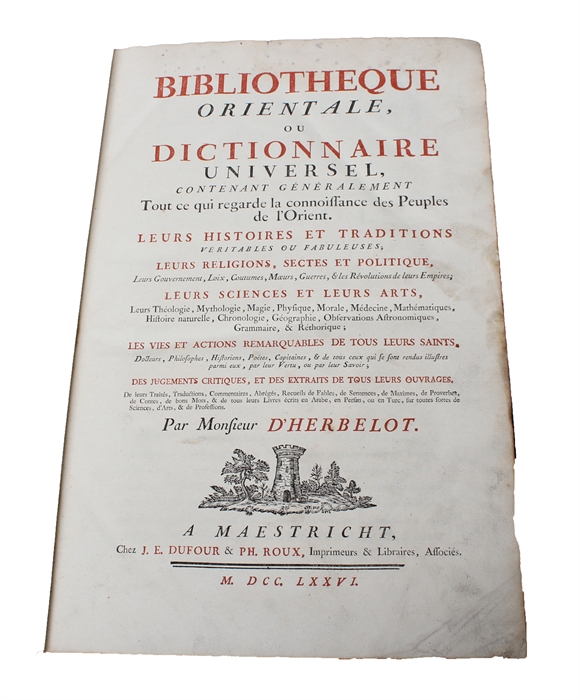 BIBLIOTHEQUE
ORIENTALE,
OU
DICTIONNAIRE
UNIVERSEL,
CONTENANT GÉNÉRALEMENT
Tout ce qui regarde la connoiſſance des Peuples
de l'Orient.
LEURS HISTOIRES ET TRADITIONS
VERITABLES OU FABULEUSES;
LEURS RELIGIONS, SECTES ET POLITIQUE,
Leurs Gouvernement, Loix, Coutumes, Mœurs, Guerres, & les Révolutions de leurs Empires;
LEURS SCIENCES ET LEURS ARTS,
Leurs Théologie, Mythologie, Magie, Phyſique, Morale, Médecine, Mathématiques,
Hiſtoire naturelle, Chronologie, Géographie, Obſervations Aſtronomiques,
Grammaire, & Réthorique;
LES VIES ET ACTIONS REMARQUABLES DE TOUS LEURS SAINTS,
Docteurs, Philoſophes, Hiſtoriens, Poëtes, Capitaines, & de tous ceux qui ſe ſont rendus illuſtres
parmi eux, par leur Vertu, ou par leur Savoir;
DES JUGEMENTS CRITIQUES, ET DES EXTRAITS DE TOUS LEURS OUVRAGES,
De leurs Traités, Traductions, Commentaires, Abrégés, Recueils de Fables, de Sentences, de Maximes, de Proverbes,
de Contes, de bons Mots, & de tous leurs Livres écrits en Arabe, en Perſan, ou en Turc, ſur toutes ſortes de
Sciences, d'Arts, & de Profeſſions.
Par Monſieur D'HERBELOT.
A MAESTRICHT,
Chez J. E. DUFOUR & PH. ROUX, Imprimeurs & Libraires, Aſſociés.
M. DCC. LXXVI.